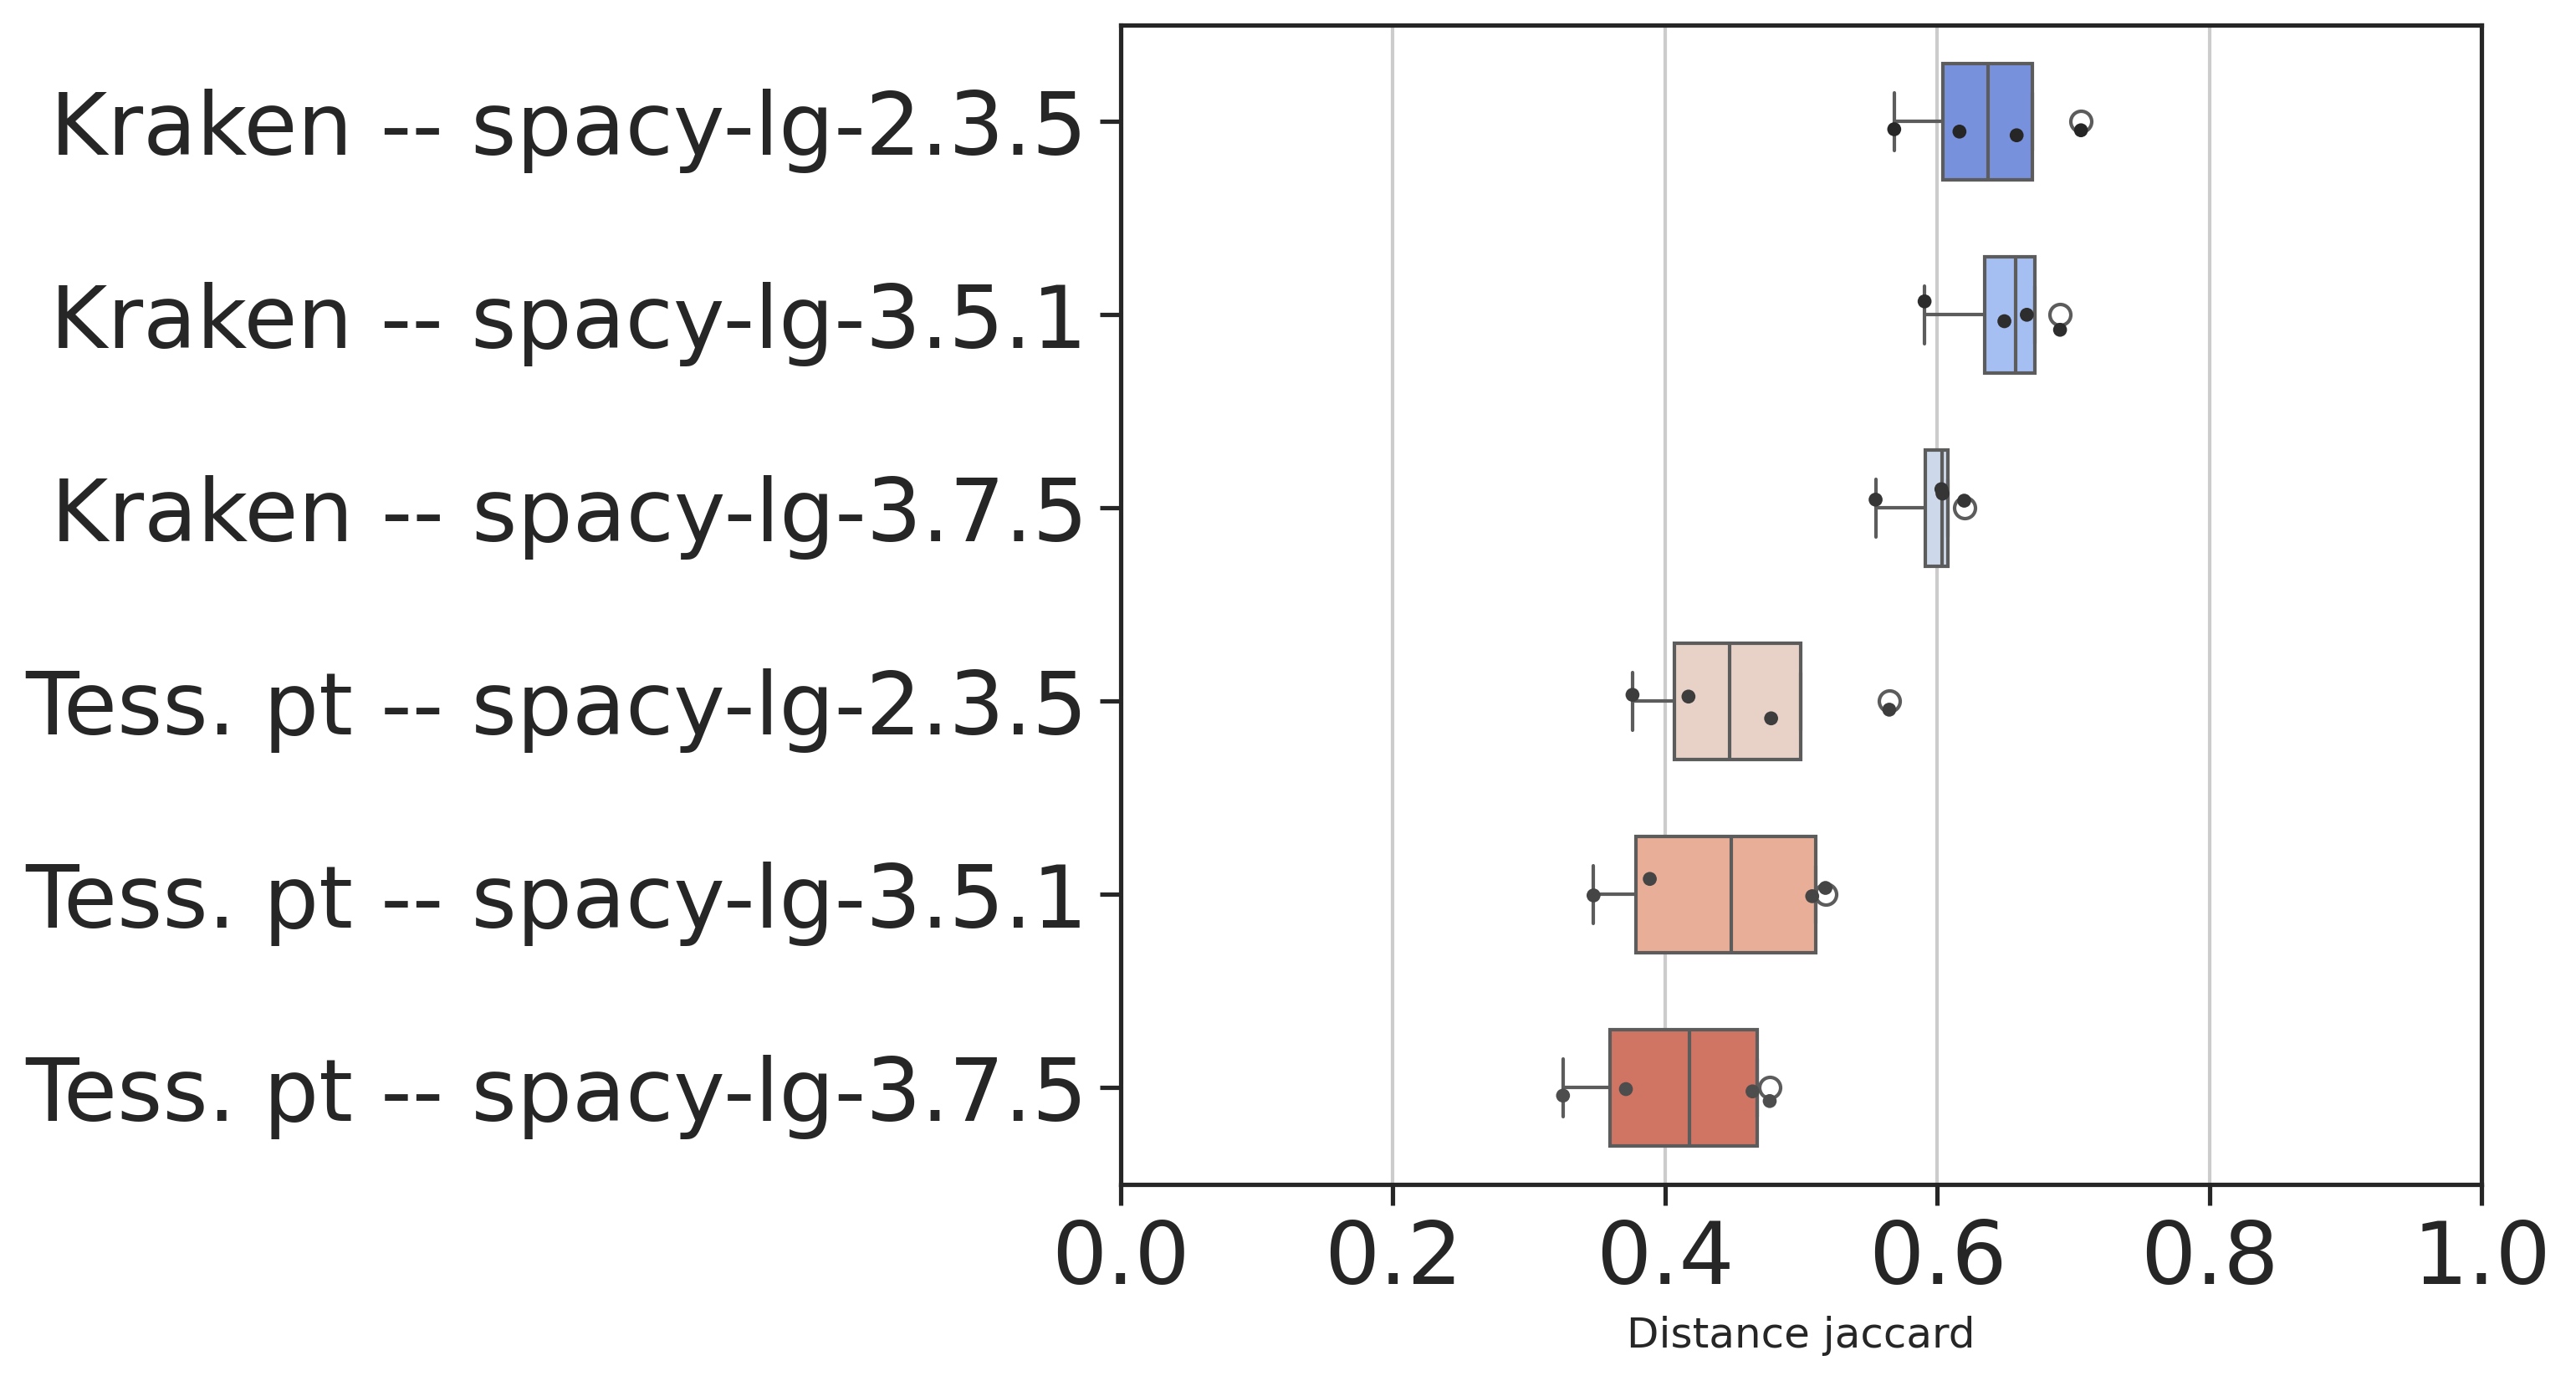 Kraken -- spacy-lg-2.3.5
Kraken -- spacy-lg-3.5.1
Kraken -- spacy-lg-3.7.5
Tess. pt -- spacy-lg-2.3.5
Tess. pt -- spacy-lg-3.5.1
Tess. pt -- spacy-lg-3.7.5
0.0 0.2 0.4 0.6 0.8 1.0
Distance jaccard